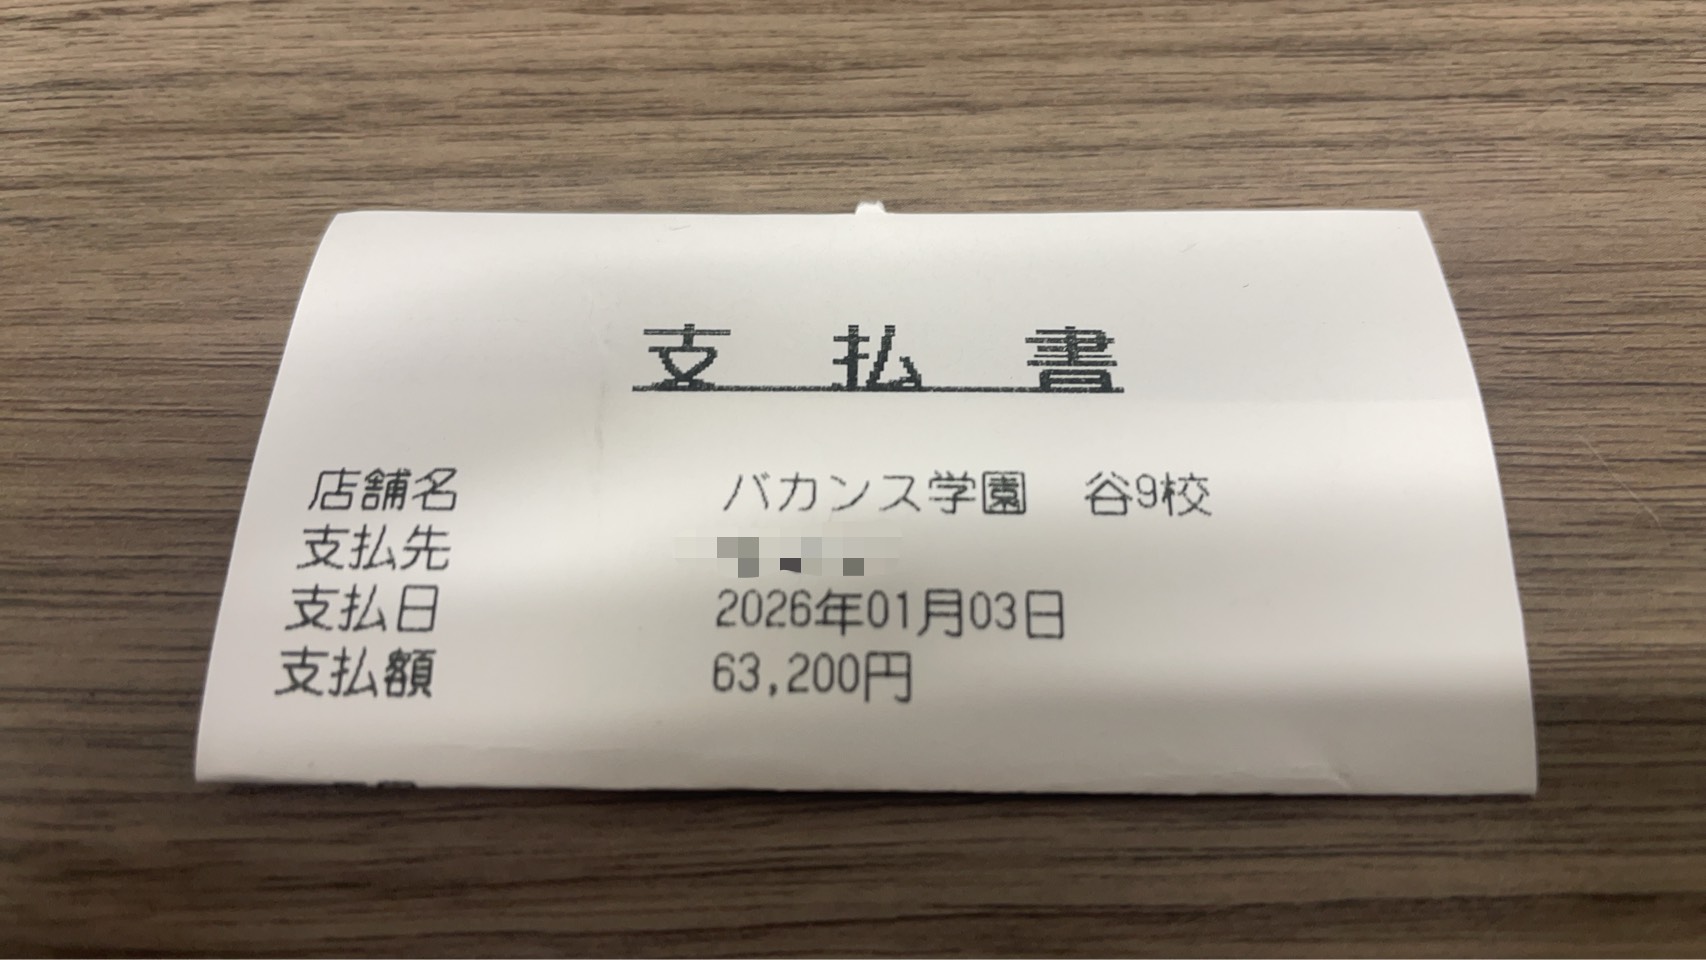 支払書
店舗名 バカンス学園 谷9校
支払先
支払日 2026年01月03日
支払額 63,200円